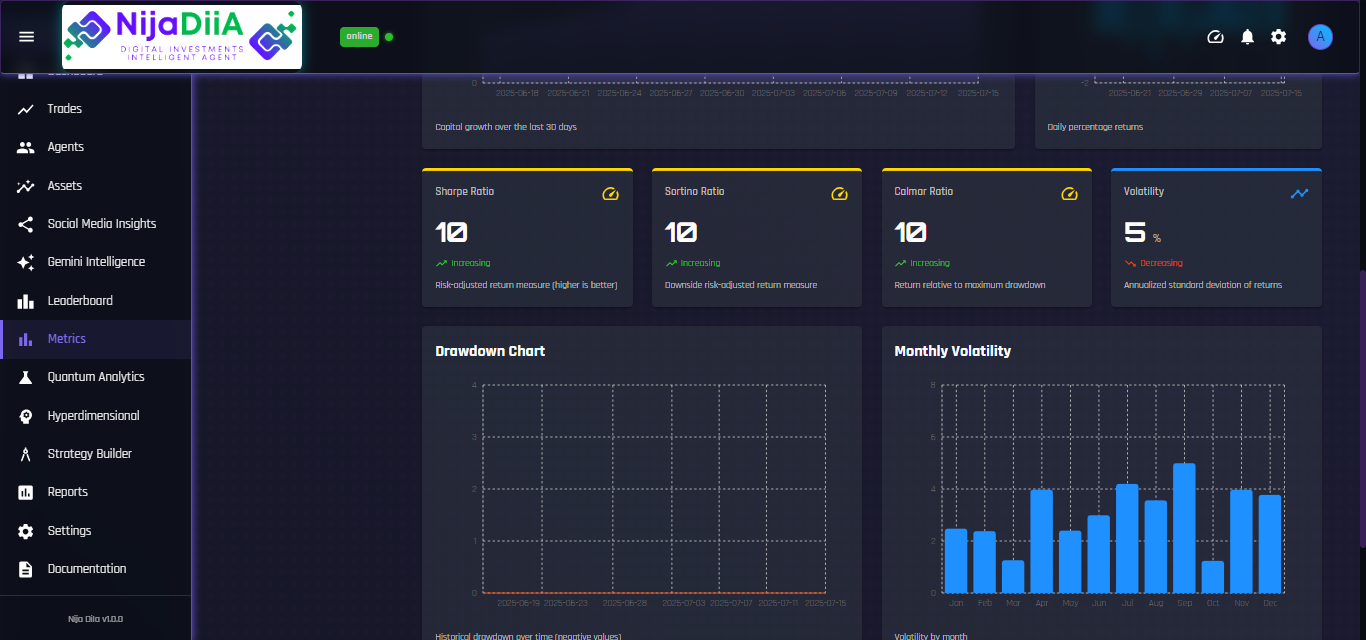 NijaDiiA
DIGITAL INVESTMENTS
INTELLIGENT AGENT
online
A
Dashboard
Trades
Agents
Assets
Social Media Insights
Gemini Intelligence
Leaderboard
Metrics
Quantum Analytics
Hyperdimensional
Strategy Builder
Reports
Settings
Documentation
Nija Diia v1.0.0
0
2025-06-18 2025-06-21 2025-06-24 2025-06-27 2025-06-30 2025-07-03 2025-07-06 2025-07-09 2025-07-12 2025-07-15
Capital growth over the last 30 days
-2
2025-06-21 2025-06-29 2025-07-07 2025-07-15
Daily percentage returns
Sharpe Ratio
10
Increasing
Risk-adjusted return measure (higher is better)
Sortino Ratio
10
Increasing
Downside risk-adjusted return measure
Calmar Ratio
10
Increasing
Return relative to maximum drawdown
Volatility
5 %
Decreasing
Annualized standard deviation of returns
Drawdown Chart
4
3
2
1
0
2025-06-19 2025-06-23 2025-06-28 2025-07-03 2025-07-07 2025-07-11 2025-07-15
Historical drawdown over time (negative values)
Monthly Volatility
8
6
4
2
0
Jan Feb Mar Apr May Jun Jul Aug Sep Oct Nov Dec
Volatility by month